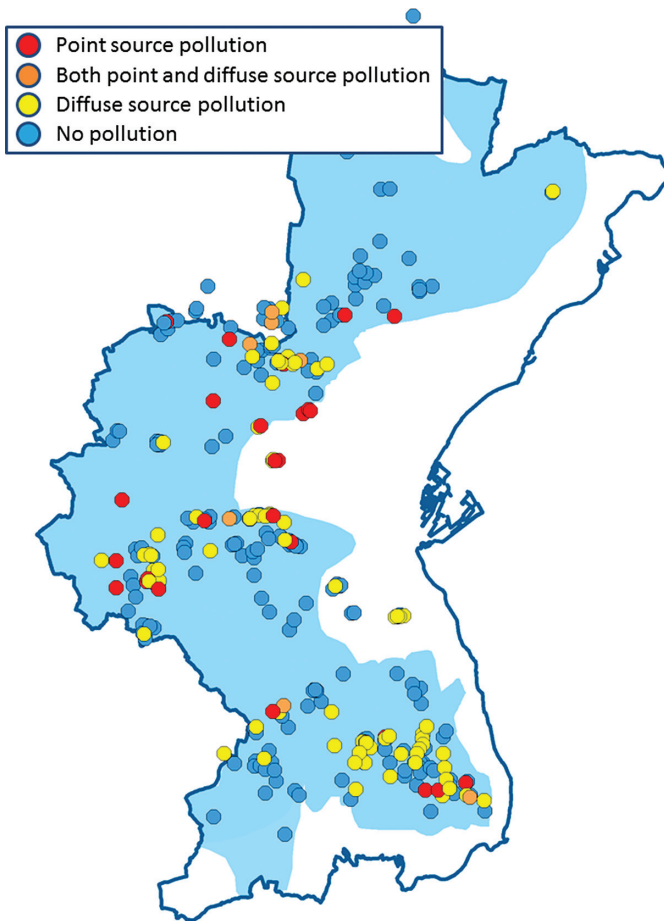 Point source pollution
Both point and diffuse source pollution
Diffuse source pollution
No pollution